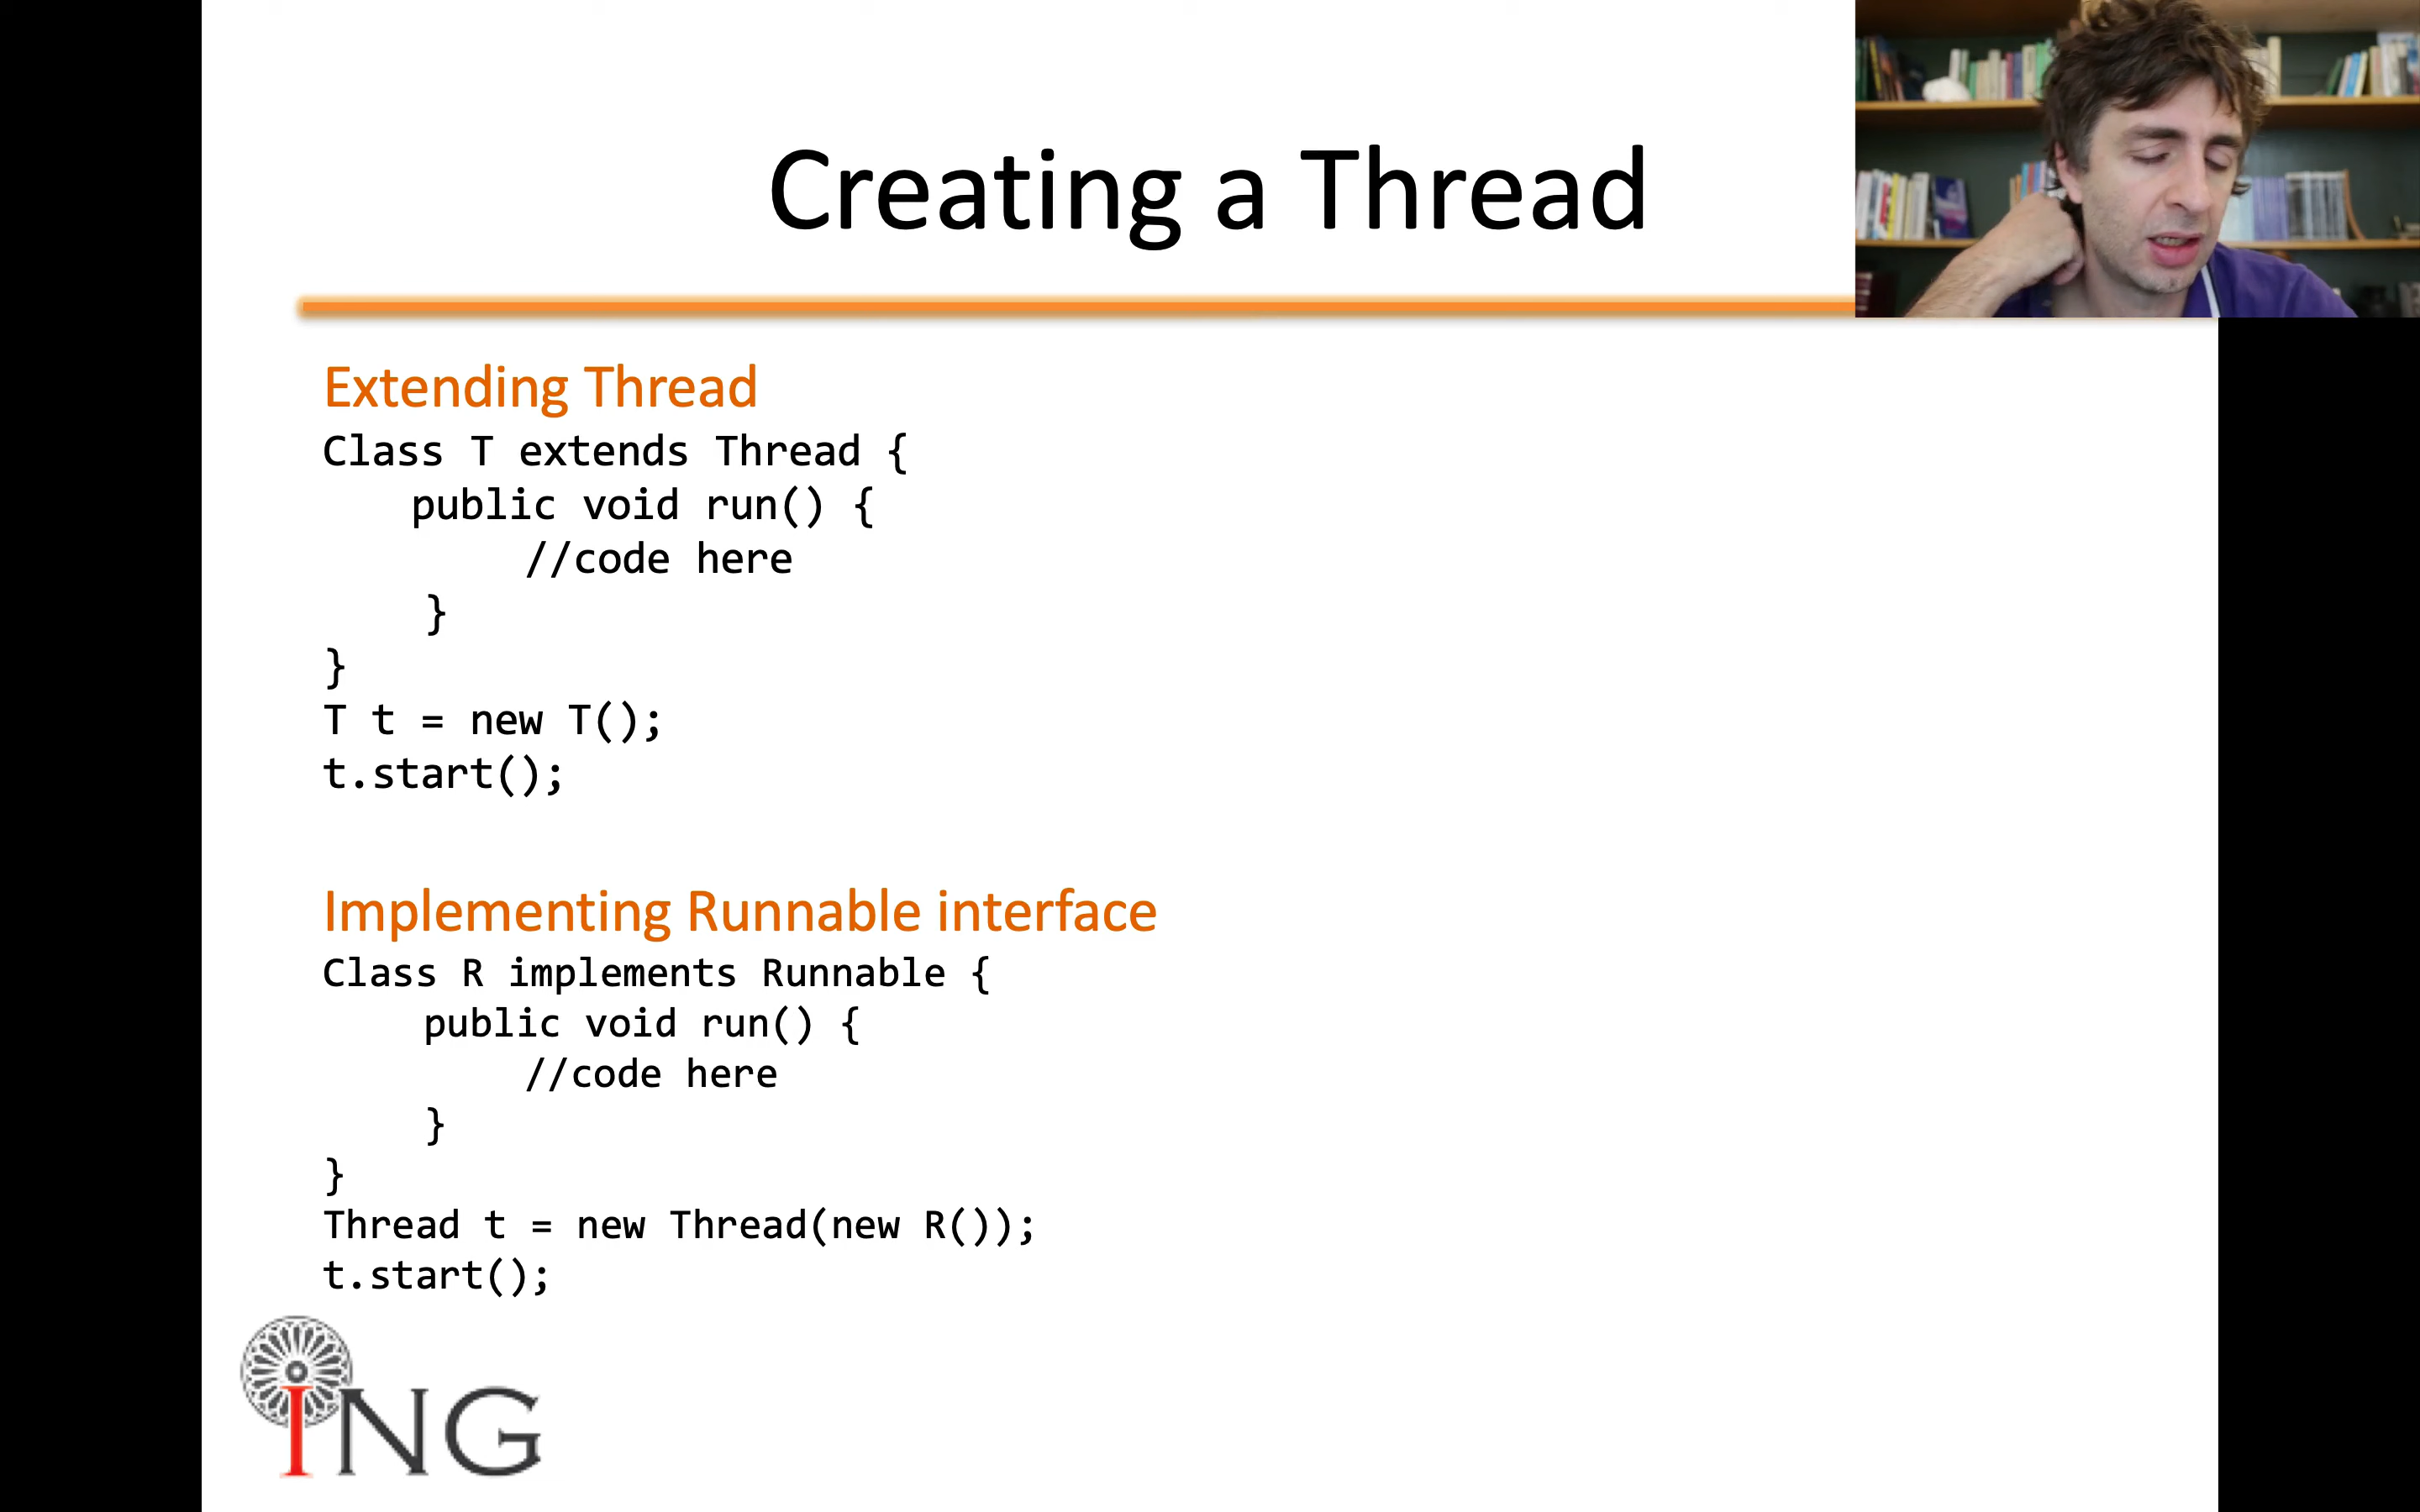 Creating a Thread
Extending Thread
Class T extends Thread {
public void run() {
//code here
}
}
T t = new T();
t.start();
Implementing Runnable interface
Class R implements Runnable {
public void run() {
//code here
}
}
Thread t = new Thread(new R());
t.start();
ING